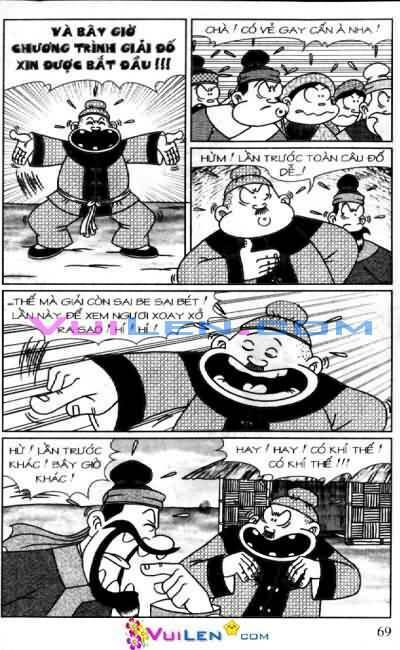 VÀ BÂY GIỜ
CHƯƠNG TRÌNH GIẢI ĐỐ
XIN ĐƯỢC BẮT ĐẦU !!!
CHÀ ! CÓ VẺ GAY CẤN À NHA !
HỪM ! LẦN TRƯỚC TOÀN CÂU ĐỐ
DỄ..!
..THẾ MÀ GIẢI CÒN SAI BE SAI BÉT !
LẦN NÀY ĐỂ XEM NGƯƠI XOAY XỞ
RA SAO ! HÍ ! HÍ !
VUILEN.COM
HỪ ! LẦN TRƯỚC
KHÁC ! BÂY GIỜ
KHÁC !
HAY ! HAY ! CÓ KHÍ THẾ !
CÓ KHÍ THẾ !!!
VUILEN.COM
69